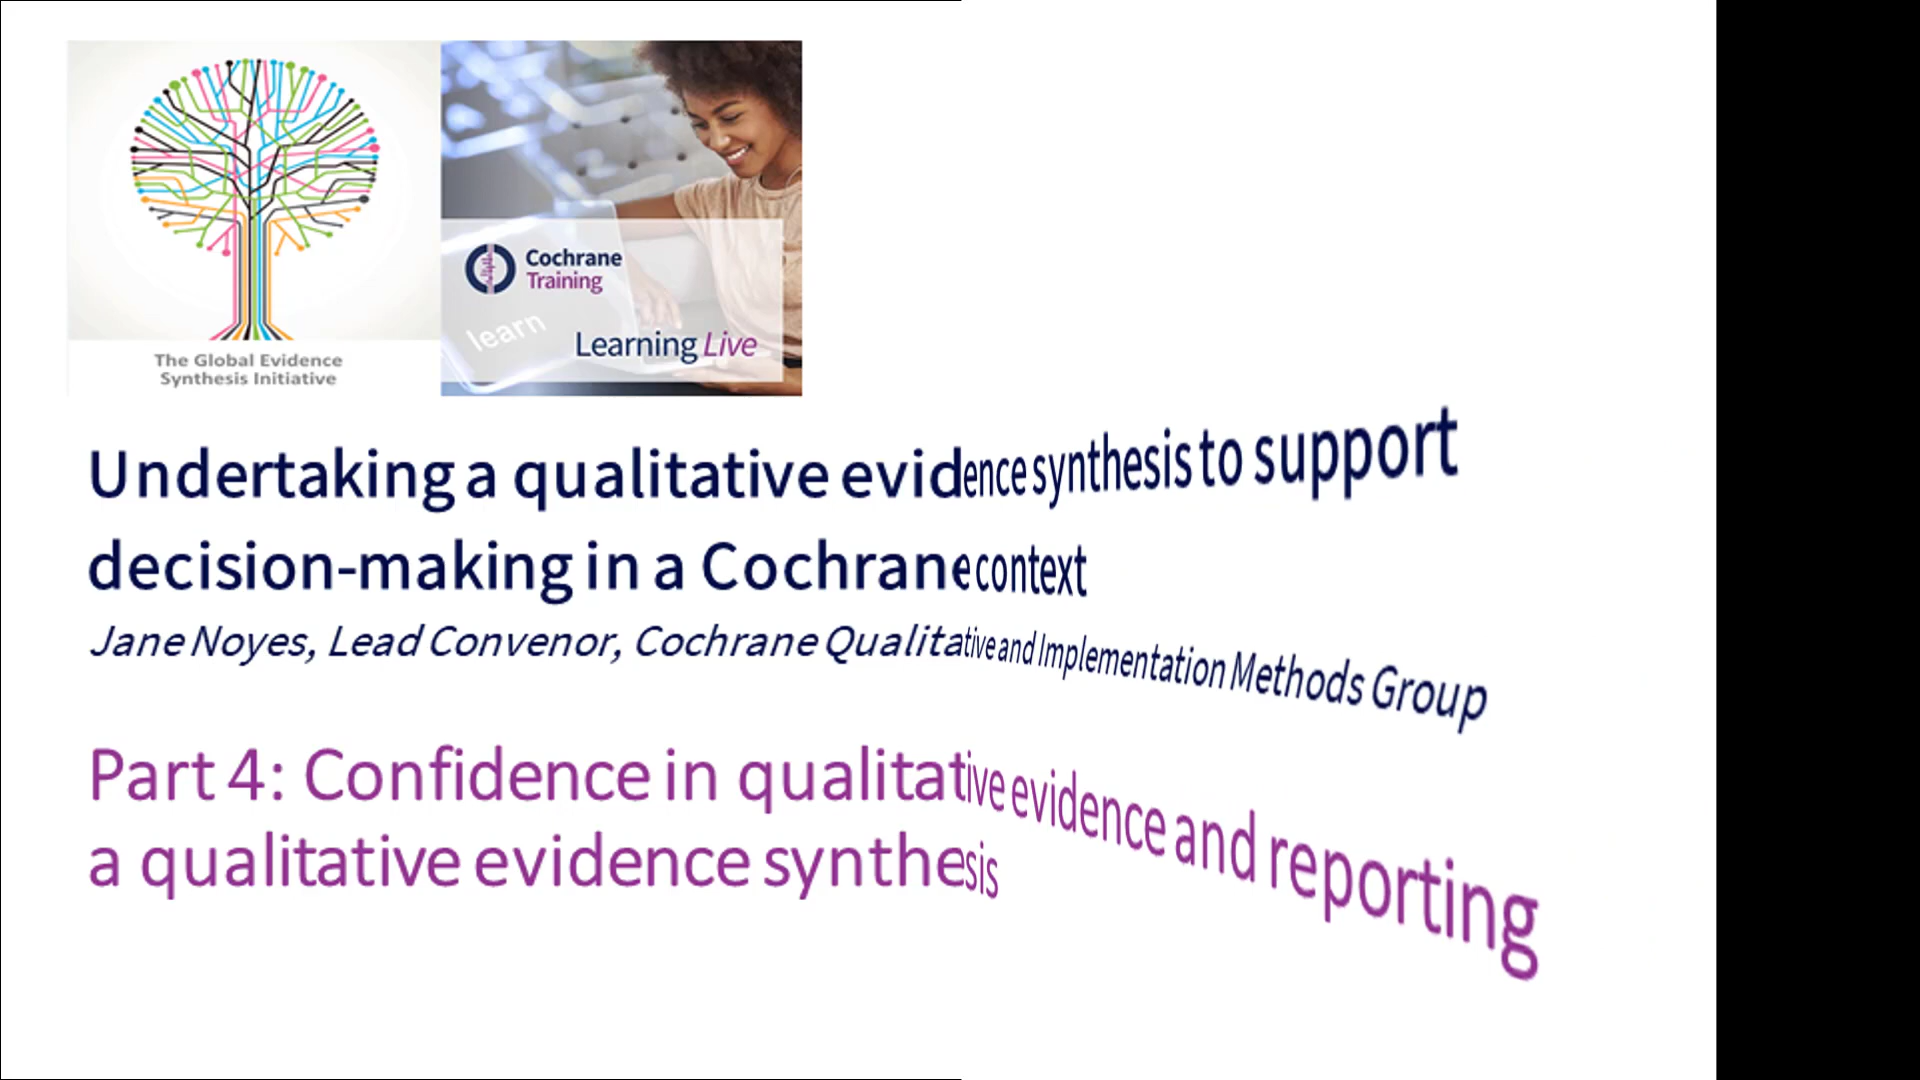 The Global Evidence
Synthesis Initiative
Cochrane
Training
learn
Learning Live
Undertaking a qualitative evidence synthesis to support
decision-making in a Cochrane context
Jane Noyes, Lead Convenor, Cochrane Qualitative and Implementation Methods Group
Part 4: Confidence in qualitative evidence and reporting
a qualitative evidence synthesis